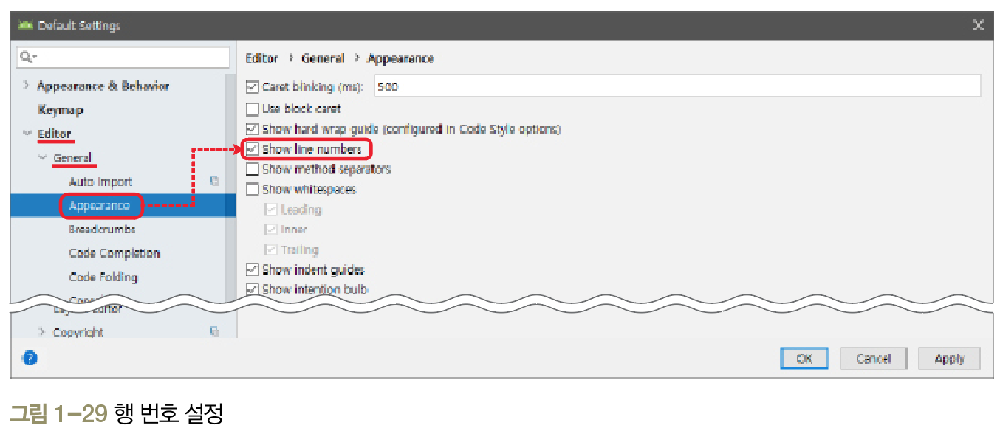 Default Settings
Editor > General > Appearance
Appearance & Behavior
Keymap
Editor
General
Auto Import
Appearance
Breadcrumbs
Code Completion
Code Folding
Copyright
Caret blinking (ms): 500
Use block caret
Show hard wrap guide (configured in Code Style options)
Show line numbers
Show method separators
Show whitespaces
Leading
Inner
Trailing
Show indent guides
Show intention bulb
OK Cancel Apply
그림 1-29 행 번호 설정